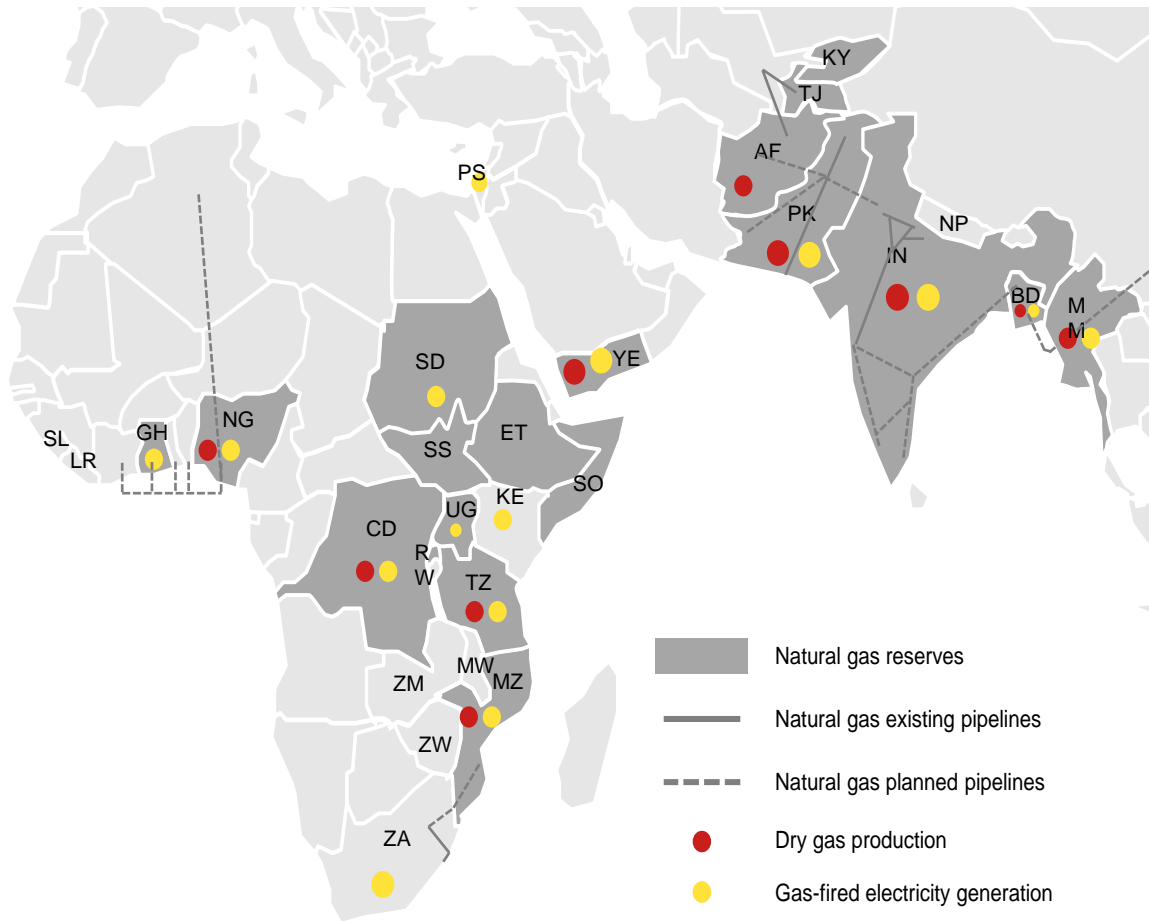 KY
TJ
AF
PS
PK
NP
IN
BD
M
M
YE
SD
NG
GH
SL
LR
SS
ET
SO
KE
UG
CD
R
W
TZ
MW
MZ
ZM
ZW
ZA
Natural gas reserves
Natural gas existing pipelines
Natural gas planned pipelines
Dry gas production
Gas-fired electricity generation